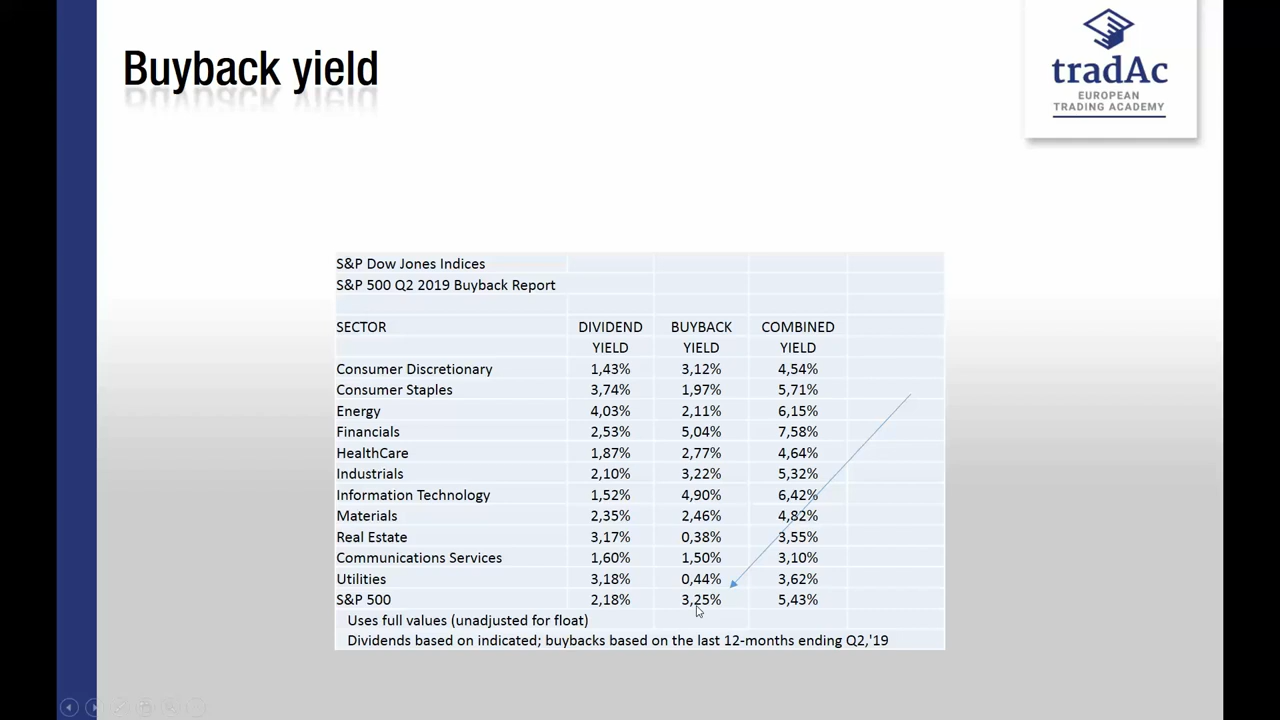 Buyback yield
tradAc
EUROPEAN
TRADING ACADEMY
S&P Dow Jones Indices
S&P 500 Q2 2019 Buyback Report
SECTOR DIVIDEND BUYBACK COMBINED
YIELD YIELD YIELD
Consumer Discretionary 1,43% 3,12% 4,54%
Consumer Staples 3,74% 1,97% 5,71%
Energy 4,03% 2,11% 6,15%
Financials 2,53% 5,04% 7,58%
HealthCare 1,87% 2,77% 4,64%
Industrials 2,10% 3,22% 5,32%
Information Technology 1,52% 4,90% 6,42%
Materials 2,35% 2,46% 4,82%
Real Estate 3,17% 0,38% 3,55%
Communications Services 1,60% 1,50% 3,10%
Utilities 3,18% 0,44% 3,62%
S&P 500 2,18% 3,25% 5,43%
Uses full values (unadjusted for float)
Dividends based on indicated; buybacks based on the last 12-months ending Q2,'19